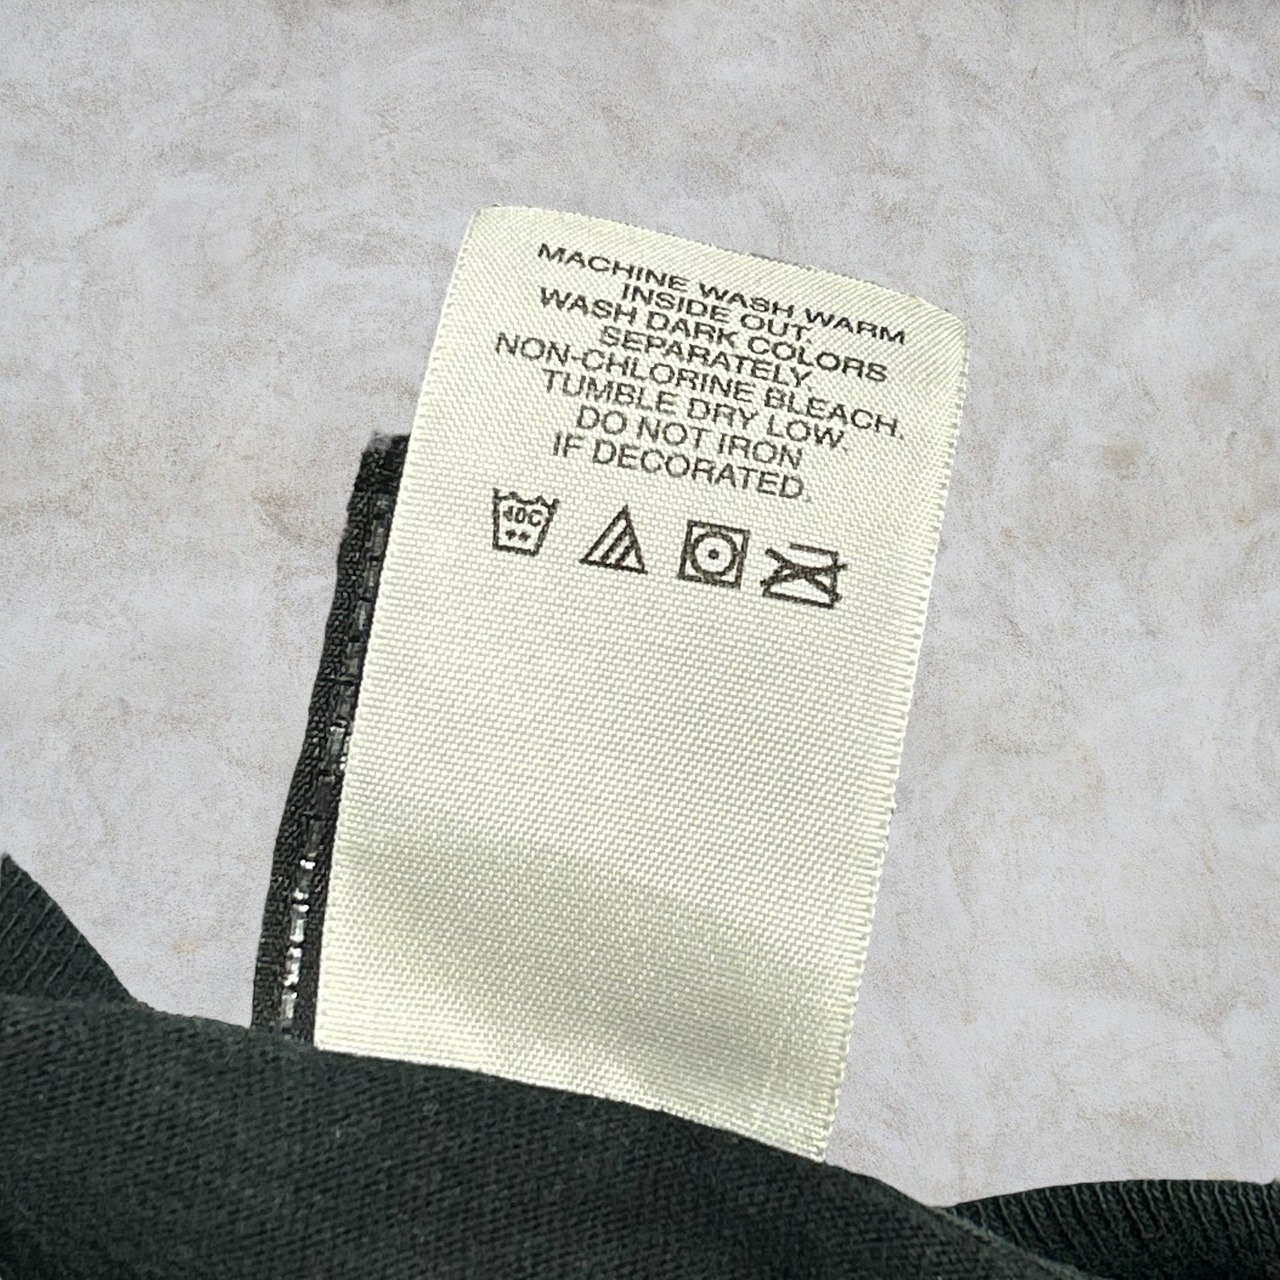 MACHINE WASH WARM
INSIDE OUT.
WASH DARK COLORS
SEPARATELY.
NON-CHLORINE BLEACH.
TUMBLE DRY LOW.
DO NOT IRON
IF DECORATED.
40C